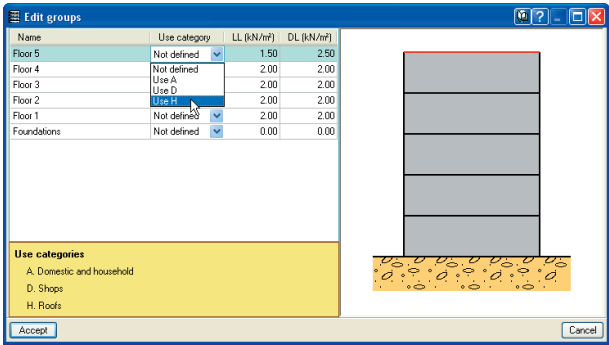 Edit groups
Name Use category LL (kN/m²) DL (kN/m²)
Floor 5 Not defined 1.50 2.50
Floor 4 Not defined 2.00 2.00
Floor 3 Use A 2.00 2.00
Use D
Floor 2 Use H 2.00 2.00
Floor 1 Not defined 2.00 2.00
Foundations Not defined 0.00 0.00
Use categories
A. Domestic and household
D. Shops
H. Roofs
Accept Cancel